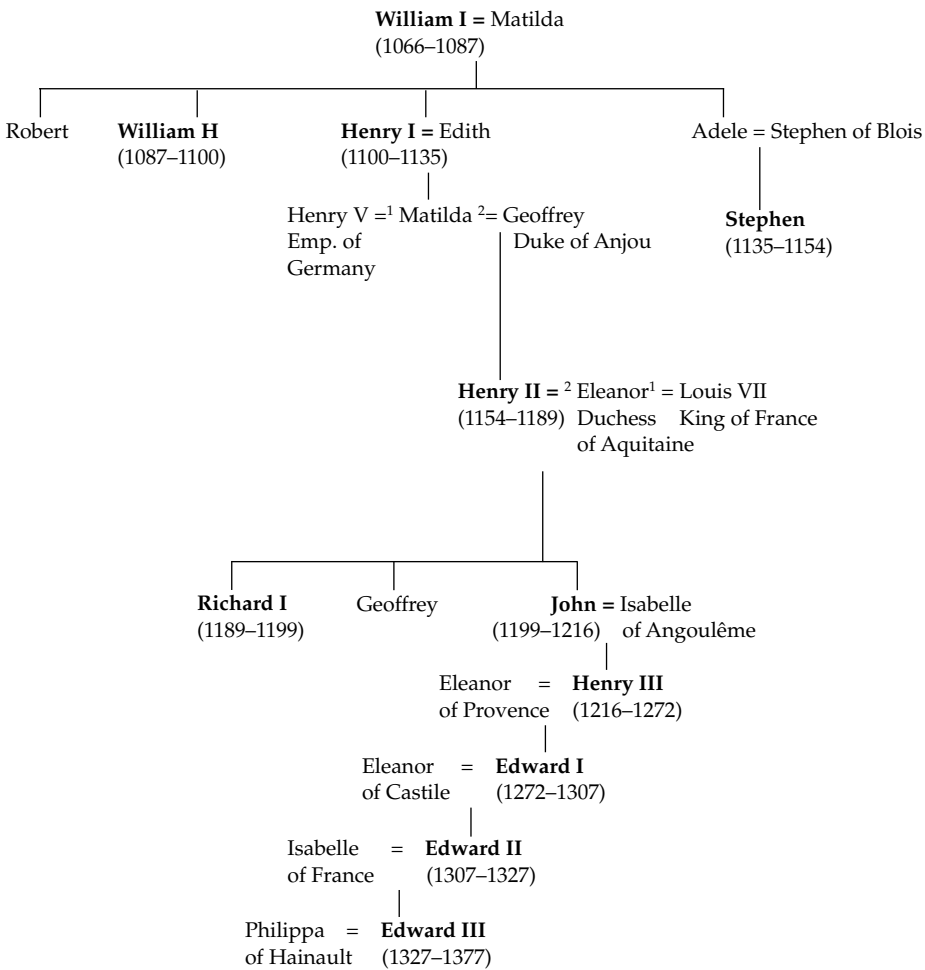 William I = Matilda
(1066–1087)
Robert William H Henry I = Edith Adele = Stephen of Blois
(1087–1100) (1100–1135)
Henry V =¹ Matilda ²= Geoffrey Stephen
Emp. of Duke of Anjou (1135–1154)
Germany
Henry II = ² Eleanor¹ = Louis VII
(1154–1189) Duchess King of France
of Aquitaine
Richard I Geoffrey John = Isabelle
(1189–1199) (1199–1216) of Angoulême
Eleanor = Henry III
of Provence (1216–1272)
Eleanor = Edward I
of Castile (1272–1307)
Isabelle = Edward II
of France (1307–1327)
Philippa = Edward III
of Hainault (1327–1377)